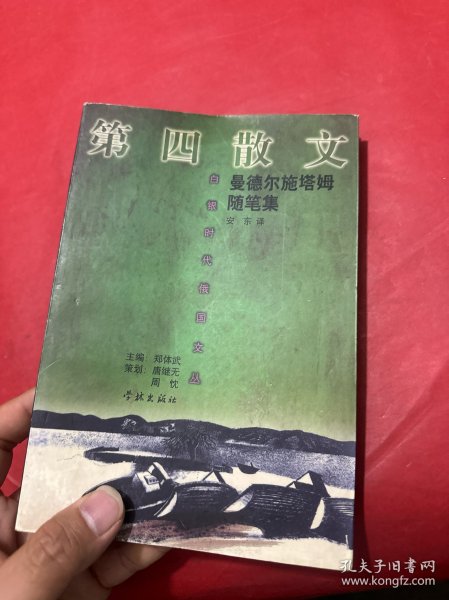 第四散文
曼德尔施塔姆
随笔集
安东译
白银时代俄国文丛
主编：郑体武
策划：唐继无
周忱
学林出版社
孔夫子旧书网
www.kongfz.com